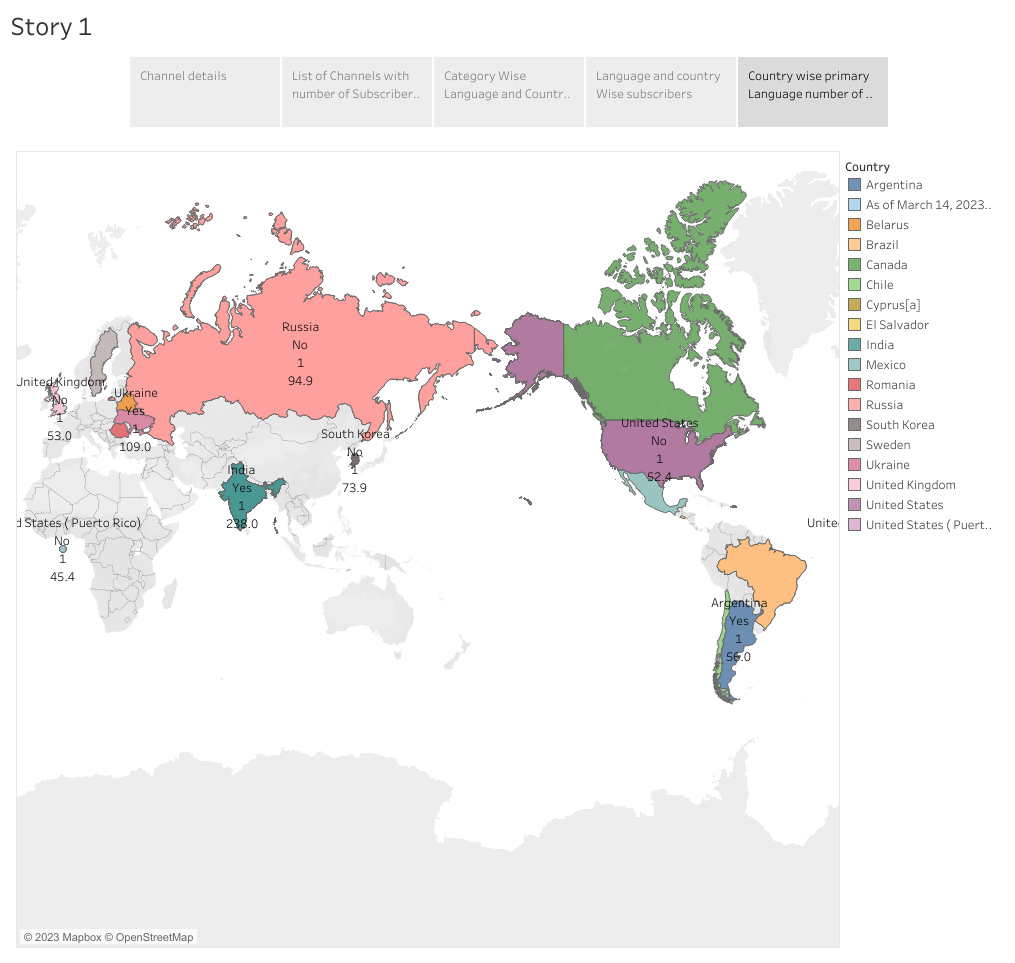 Story 1
Channel details
List of Channels with
number of Subscriber..
Category Wise
Language and Countr..
Language and country
Wise subscribers
Country wise primary
Language number of ..
Russia
No
1
94.9
United Kingdom
No
1
53.0
Ukraine
Yes
1
109.0
South Korea
No
1
73.9
India
Yes
1
238.0
d States ( Puerto Rico)
No
1
45.4
United States
No
1
52.4
Unite
Argentina
Yes
1
56.0
© 2023 Mapbox © OpenStreetMap
Country
Argentina
As of March 14, 2023..
Belarus
Brazil
Canada
Chile
Cyprus[a]
El Salvador
India
Mexico
Romania
Russia
South Korea
Sweden
Ukraine
United Kingdom
United States
United States ( Puert..